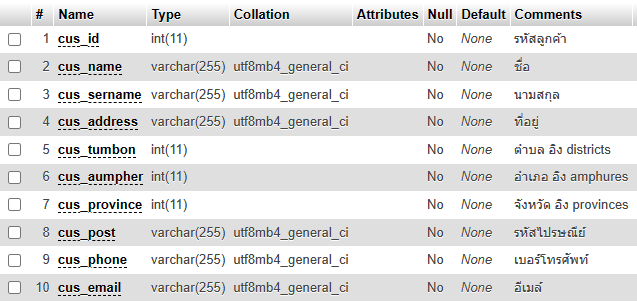 # Name Type Collation Attributes Null Default Comments
1 cus_id int(11) No None รหัสลูกค้า
2 cus_name varchar(255) utf8mb4_general_ci No None ชื่อ
3 cus_sername varchar(255) utf8mb4_general_ci No None นามสกุล
4 cus_address varchar(255) utf8mb4_general_ci No None ที่อยู่
5 cus_tumbon int(11) No None ตำบล อิง districts
6 cus_aumpher int(11) No None อำเภอ อิง amphures
7 cus_province int(11) No None จังหวัด อิง provinces
8 cus_post varchar(255) utf8mb4_general_ci No None รหัสไปรษณีย์
9 cus_phone varchar(255) utf8mb4_general_ci No None เบอร์โทรศัพท์
10 cus_email varchar(255) utf8mb4_general_ci No None อีเมล์